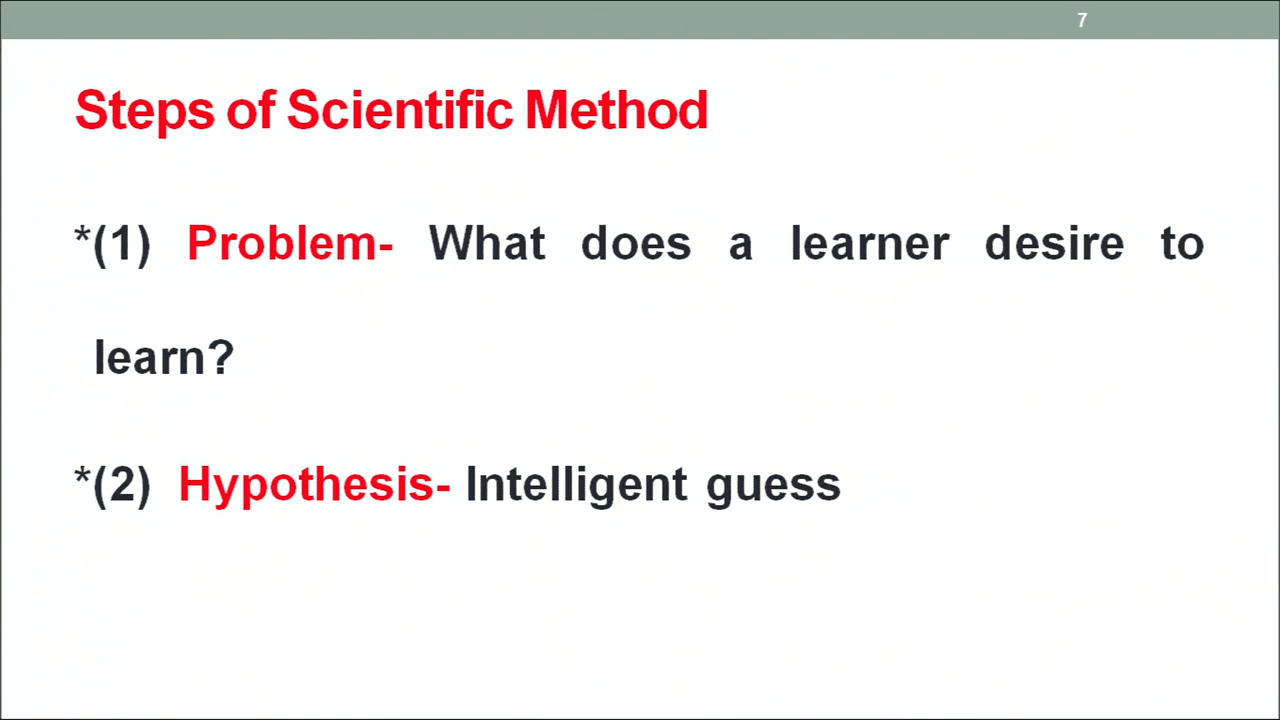 7
Steps of Scientific Method
*(1) Problem- What does a learner desire to
learn?
*(2) Hypothesis- Intelligent guess